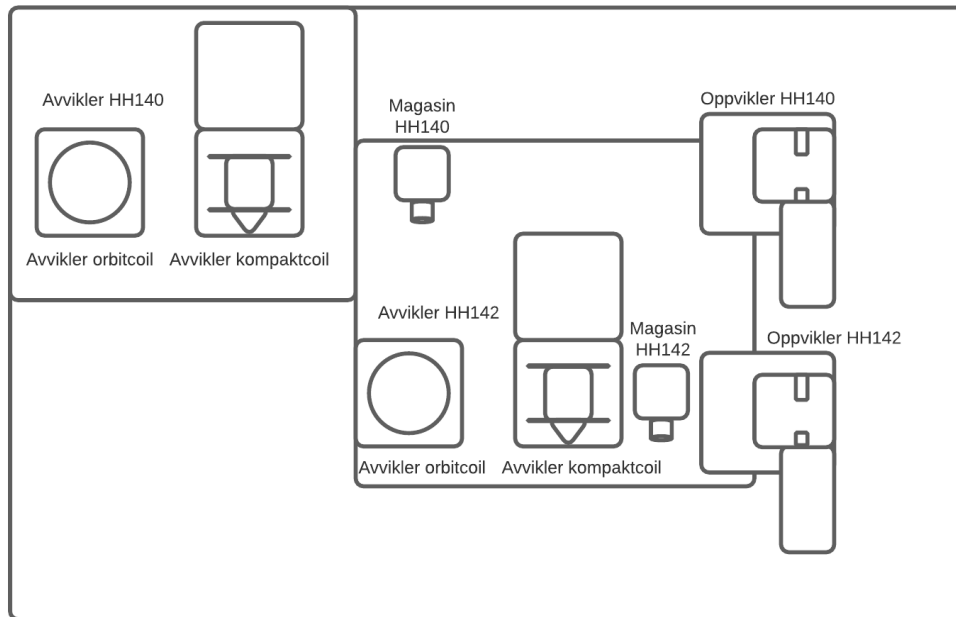 Avvikler HH140
Magasin
HH140
Oppvikler HH140
Avvikler orbitcoil
Avvikler kompaktcoil
Avvikler HH142
Magasin
HH142
Oppvikler HH142
Avvikler orbitcoil
Avvikler kompaktcoil